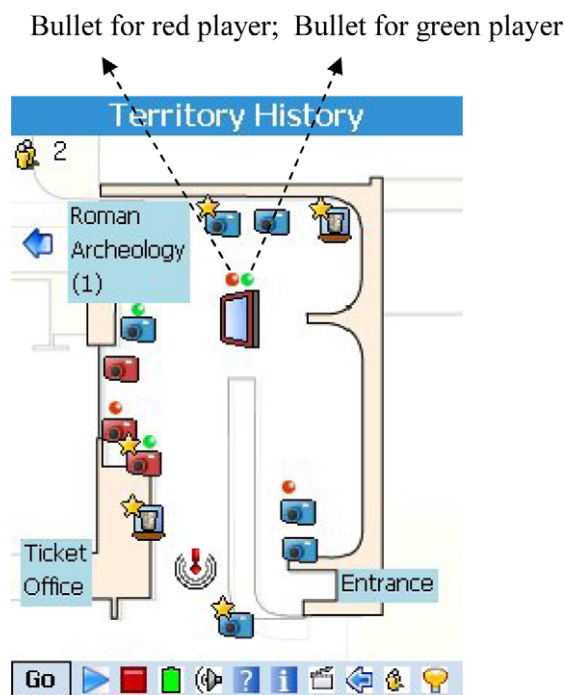 Bullet for red player;  Bullet for green player
Territory History
2
Roman
Archeology
(1)
Ticket
Office
Entrance
Go